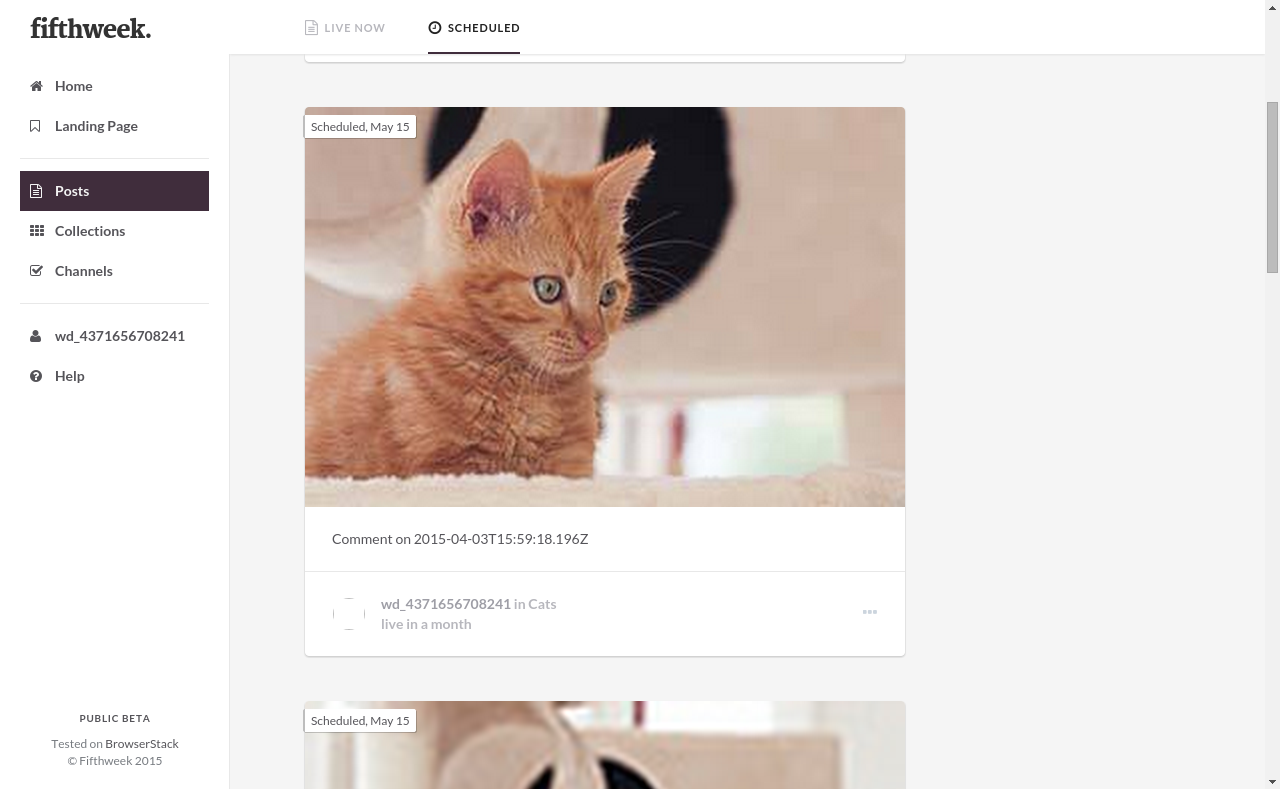 fifthweek.
LIVE NOW
SCHEDULED
Home
Landing Page
Posts
Collections
Channels
wd_4371656708241
Help
PUBLIC BETA
Tested on BrowserStack
© Fifthweek 2015
Scheduled, May 15
Comment on 2015-04-03T15:59:18.196Z
wd_4371656708241 in Cats
live in a month
Scheduled, May 15